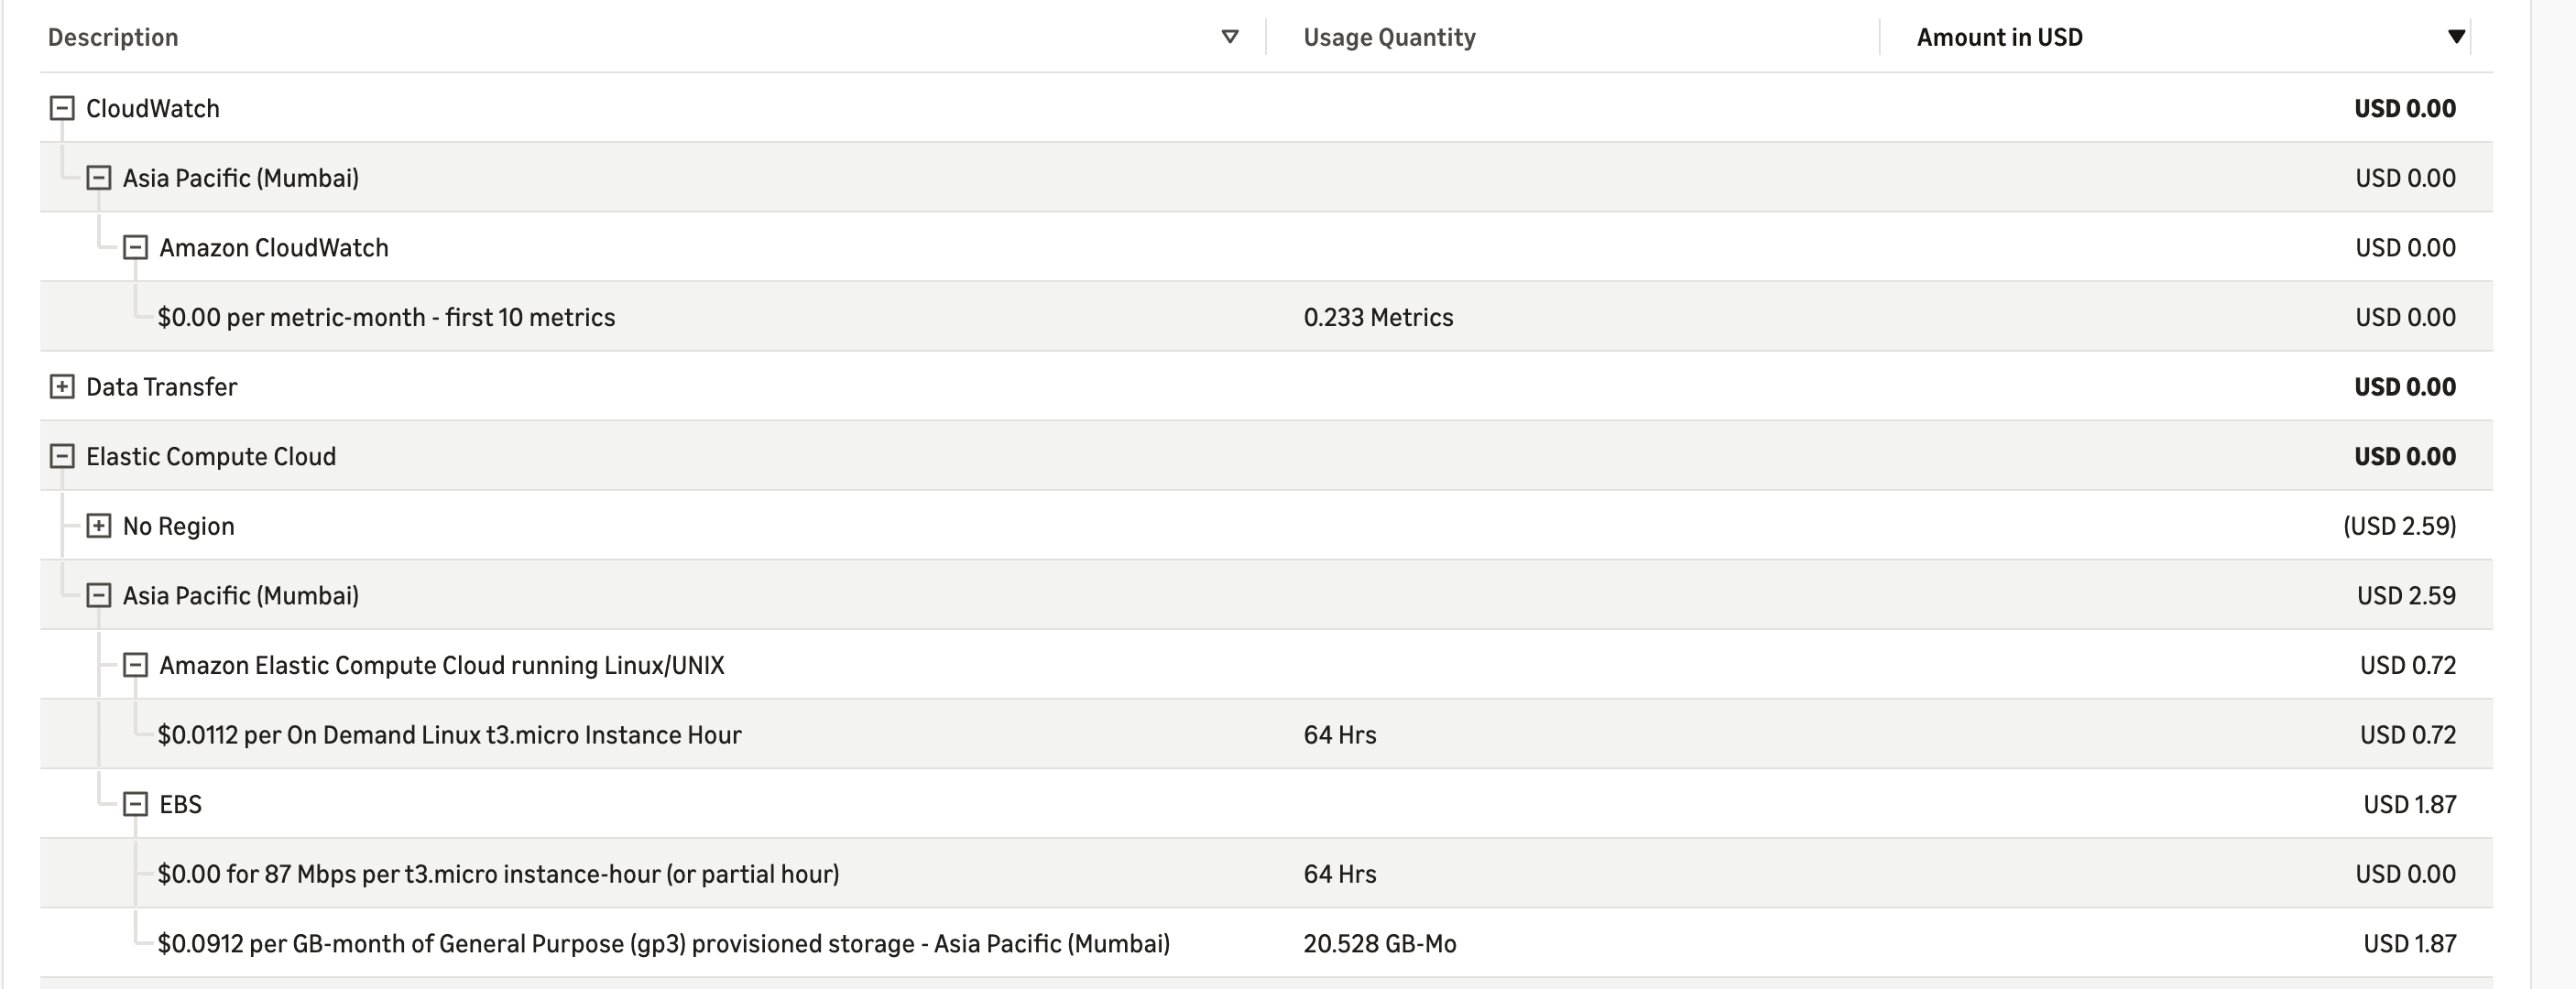 Description Usage Quantity Amount in USD
CloudWatch USD 0.00
Asia Pacific (Mumbai) USD 0.00
Amazon CloudWatch USD 0.00
$0.00 per metric-month - first 10 metrics 0.233 Metrics USD 0.00
Data Transfer USD 0.00
Elastic Compute Cloud USD 0.00
No Region (USD 2.59)
Asia Pacific (Mumbai) USD 2.59
Amazon Elastic Compute Cloud running Linux/UNIX USD 0.72
$0.0112 per On Demand Linux t3.micro Instance Hour 64 Hrs USD 0.72
EBS USD 1.87
$0.00 for 87 Mbps per t3.micro instance-hour (or partial hour) 64 Hrs USD 0.00
$0.0912 per GB-month of General Purpose (gp3) provisioned storage - Asia Pacific (Mumbai) 20.528 GB-Mo USD 1.87